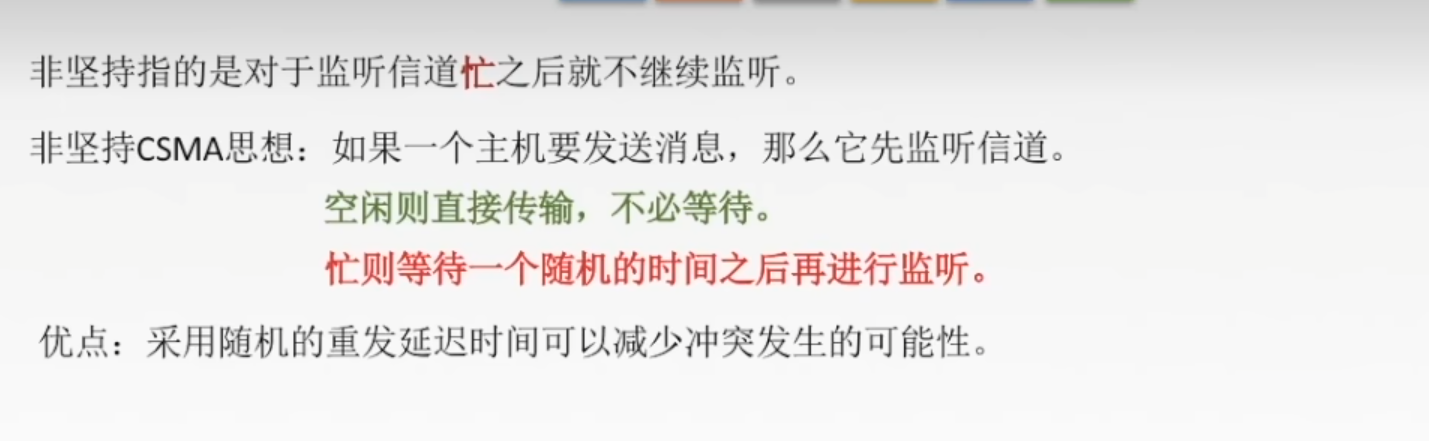 非坚持指的是对于监听信道忙之后就不继续监听。
非坚持CSMA思想：如果一个主机要发送消息，那么它先监听信道。
空闲则直接传输，不必等待。
忙则等待一个随机的时间之后再进行监听。
优点：采用随机的重发延迟时间可以减少冲突发生的可能性。